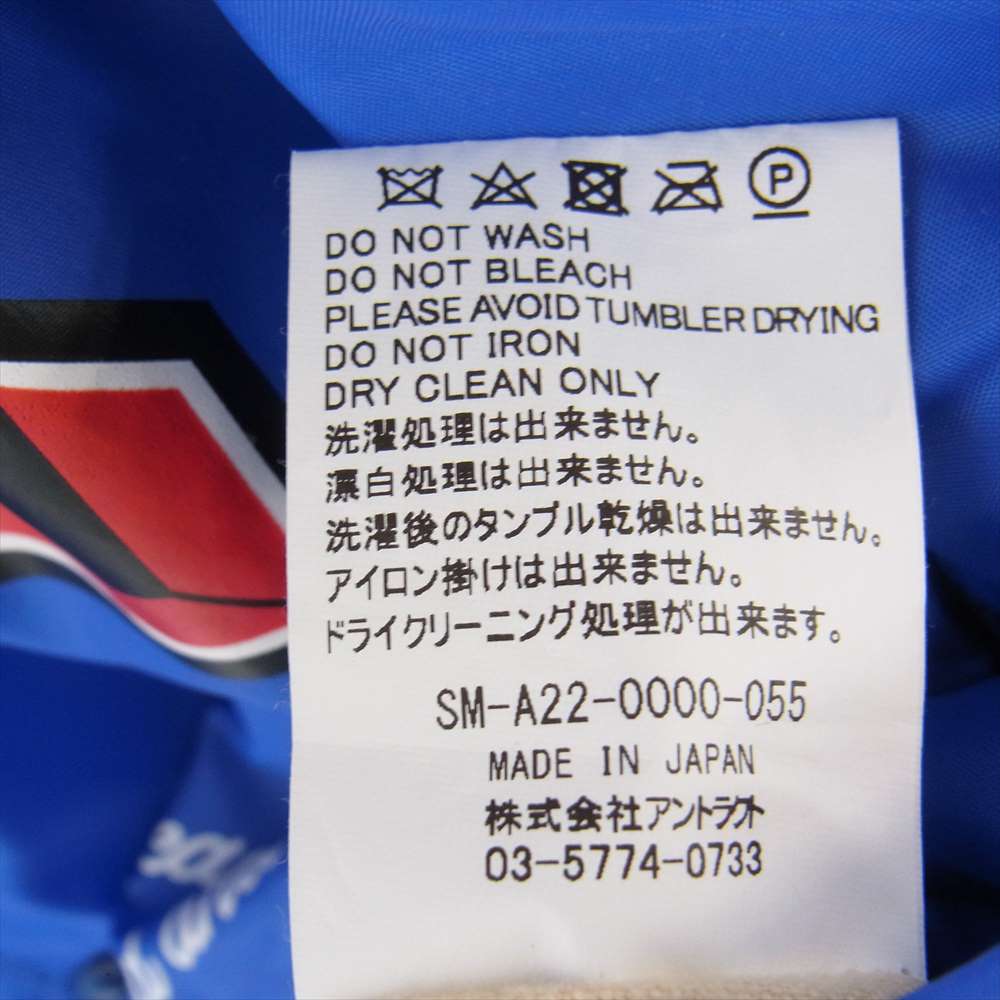 P
DO NOT WASH
DO NOT BLEACH
PLEASE AVOID TUMBLER DRYING
DO NOT IRON
DRY CLEAN ONLY
洗濯処理は出来ません。
漂白処理は出来ません。
洗濯後のタンブル乾燥は出来ません。
アイロン掛けは出来ません。
ドライクリーニング処理が出来ます。
SM-A22-0000-055
MADE IN JAPAN
株式会社アントラクト
03-5774-0733